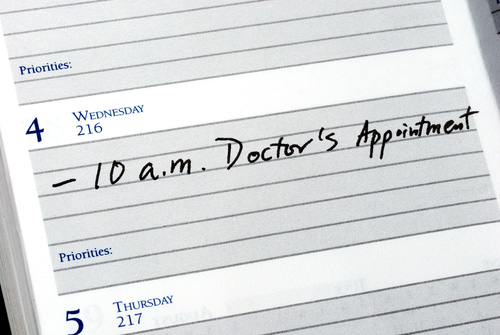 Priorities:
4 WEDNESDAY
216
- 10 a.m. Doctor's Appointment
Priorities:
5 THURSDAY
217